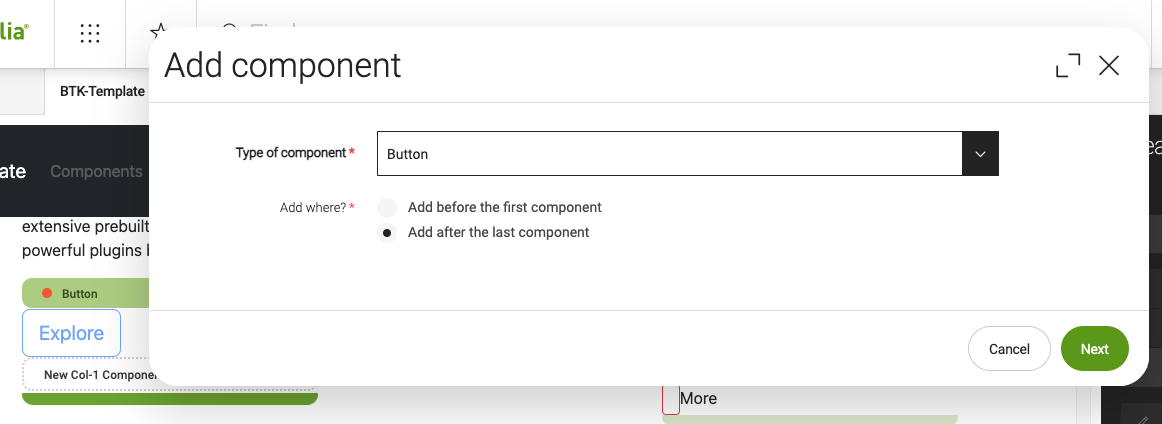 lia®
Add component
BTK-Template
Type of component *
Button
ate
Components
Add where? *
Add before the first component
Add after the last component
extensive prebuilt
powerful plugins
Button
Explore
New Col-1 Compone
Cancel
Next
More